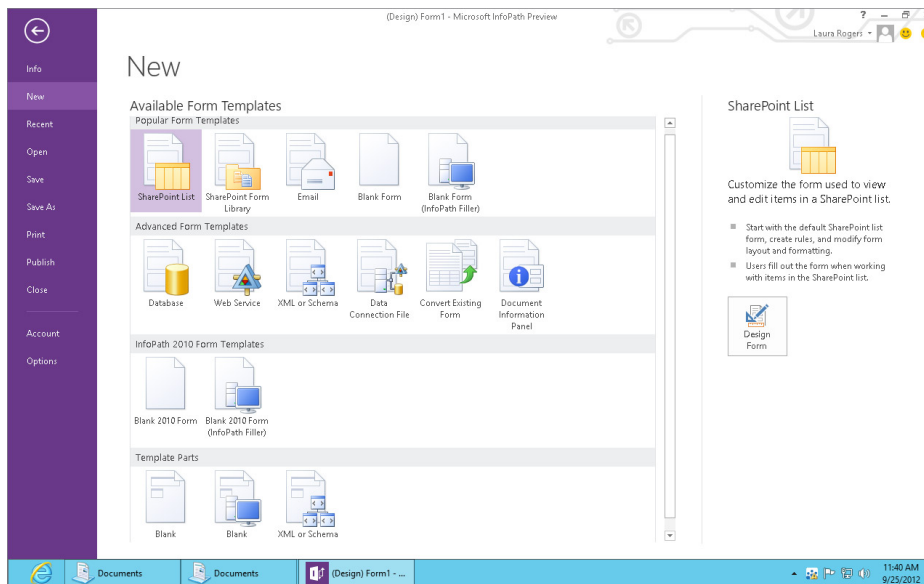 (Design) Form1 - Microsoft InfoPath Preview
?
Laura Rogers
Info
New
Recent
Open
Save
Save As
Print
Publish
Close
Account
Options
New
Available Form Templates
Popular Form Templates
SharePoint List
SharePoint Form
Library
Email
Blank Form
Blank Form
(InfoPath Filler)
Advanced Form Templates
Database
Web Service
XML or Schema
Data
Connection File
Convert Existing
Form
Document
Information
Panel
InfoPath 2010 Form Templates
Blank 2010 Form
Blank 2010 Form
(InfoPath Filler)
Template Parts
Blank
Blank
XML or Schema
SharePoint List
Customize the form used to view
and edit items in a SharePoint list.
Start with the default SharePoint list
form, create rules, and modify form
layout and formatting.
Users fill out the form when working
with items in the SharePoint list.
Design
Form
Documents
Documents
(Design) Form1 - ...
11:40 AM
9/25/2012